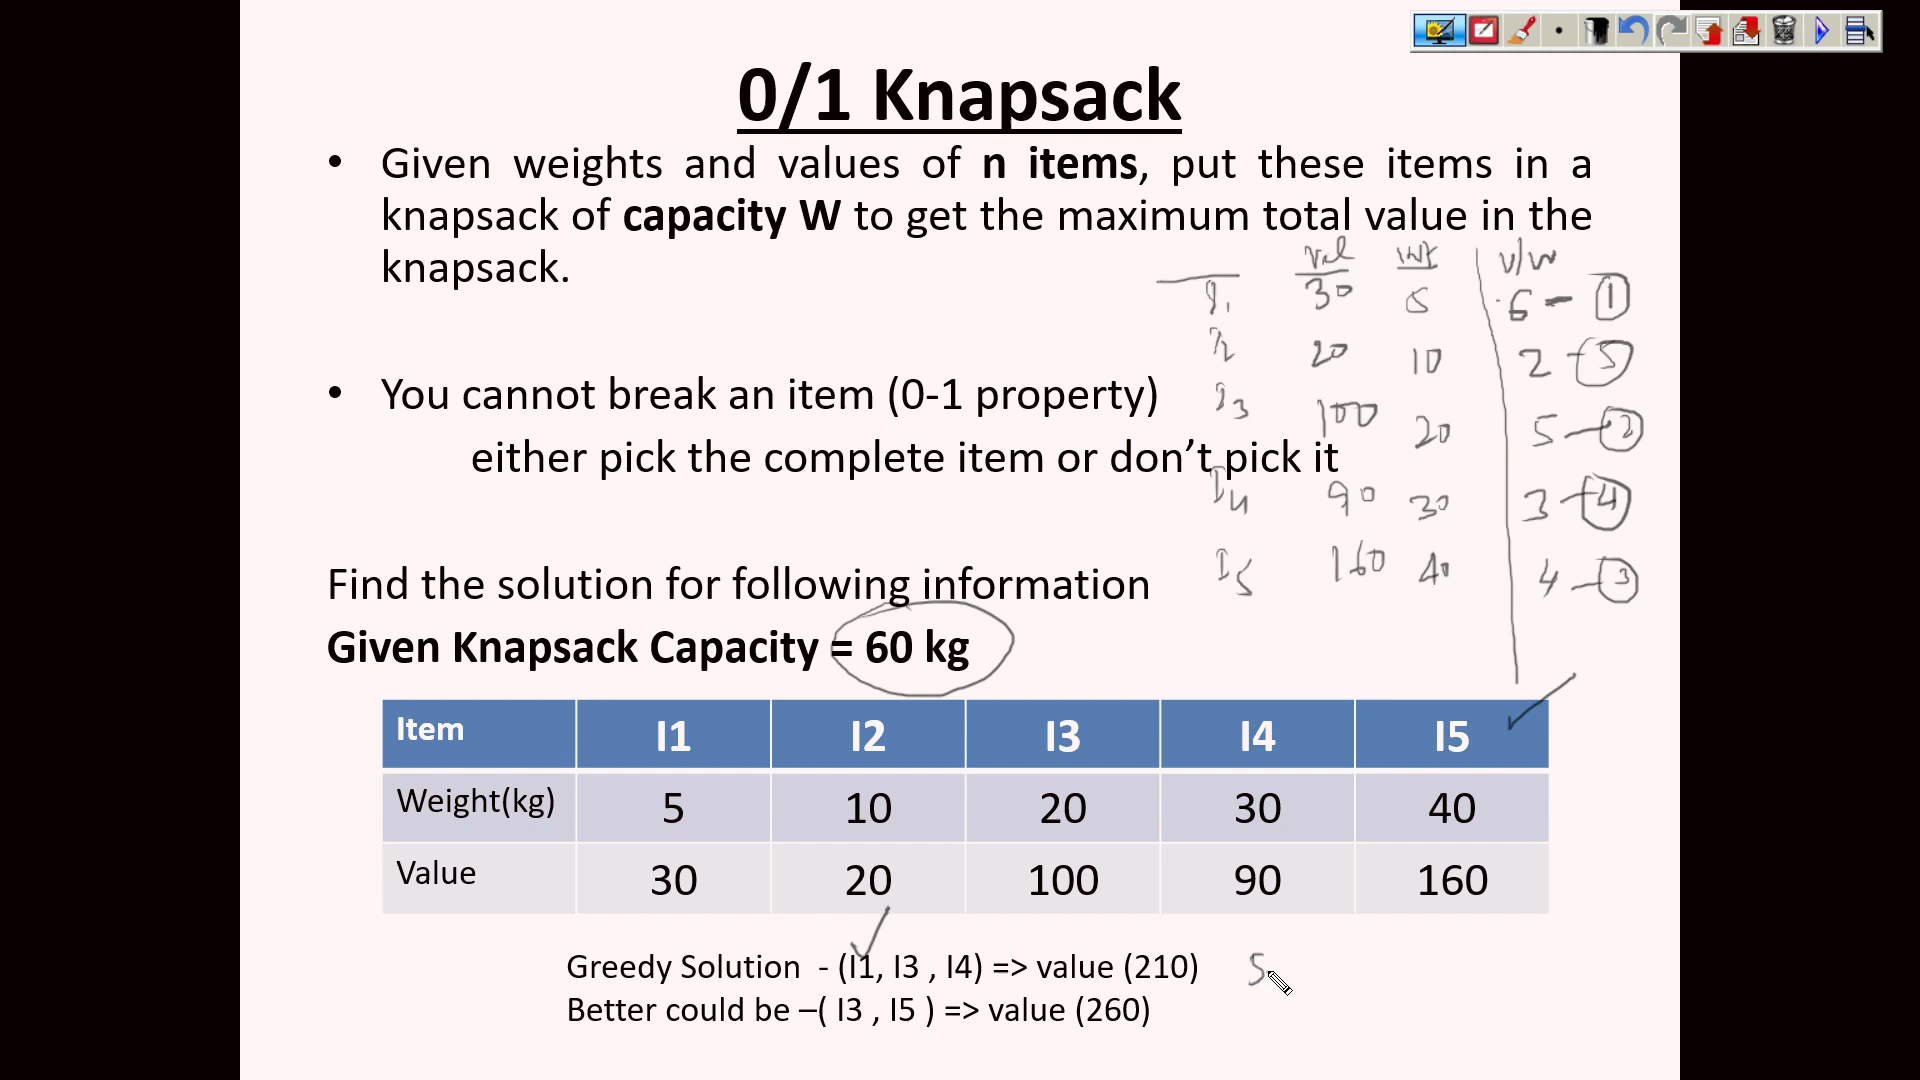 0/1 Knapsack
• Given weights and values of n items, put these items in a
knapsack of capacity W to get the maximum total value in the
knapsack.
val wt v/w
I1 30 5 6 - 1
I2 20 10 2 - 5
I3 100 20 5 - 2
I4 90 30 3 - 4
I5 160 40 4 - 3
• You cannot break an item (0-1 property)
either pick the complete item or don’t pick it
Find the solution for following information
Given Knapsack Capacity = 60 kg
Item I1 I2 I3 I4 I5
Weight(kg) 5 10 20 30 40
Value 30 20 100 90 160
Greedy Solution - (I1, I3 , I4) => value (210) 5
Better could be –( I3 , I5 ) => value (260)